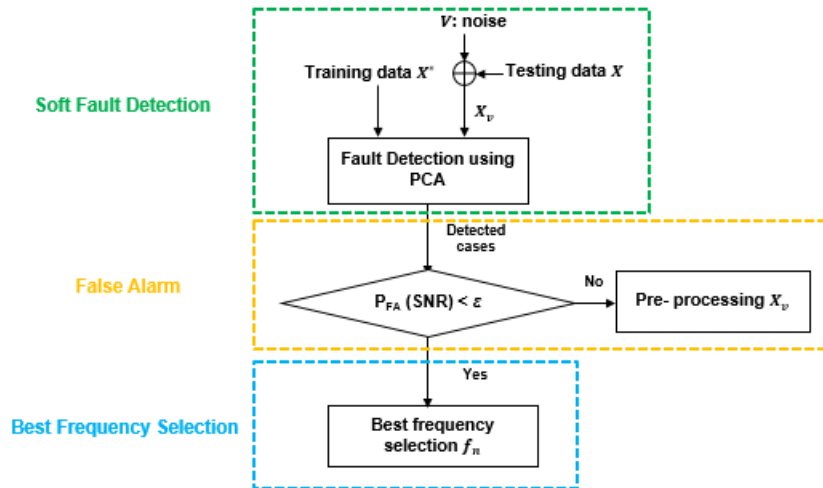 V: noise
Training data X*
Testing data X
Soft Fault Detection
X_v
Fault Detection using
PCA
Detected
cases
False Alarm
P_FA (SNR) < ε
No
Pre- processing X_v
Yes
Best Frequency Selection
Best frequency
selection f_n